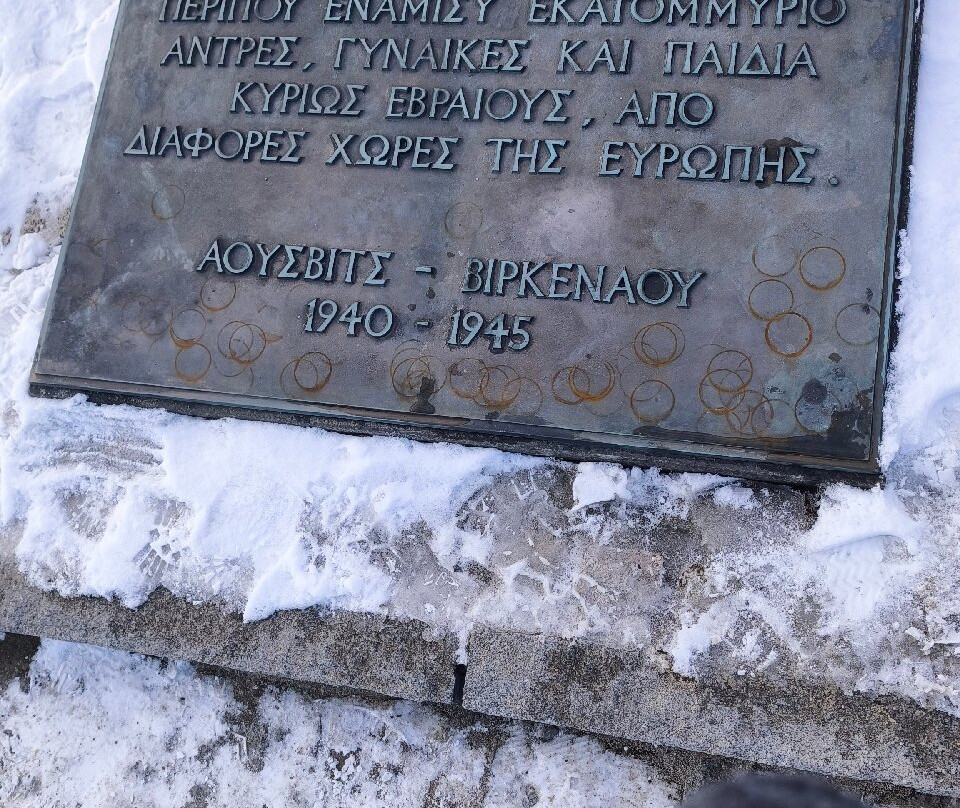 ΠΕΡΙΠΟΥ ΕΝΑΜΙΣΥ ΕΚΑΤΟΜΜΥΡΙΟ
ΑΝΤΡΕΣ, ΓΥΝΑΙΚΕΣ ΚΑΙ ΠΑΙΔΙΑ
ΚΥΡΙΩΣ ΕΒΡΑΙΟΥΣ, ΑΠΟ
ΔΙΑΦΟΡΕΣ ΧΩΡΕΣ ΤΗΣ ΕΥΡΩΠΗΣ.
ΑΟΥΣΒΙΤΣ - ΒΙΡΚΕΝΑΟΥ
1940 - 1945